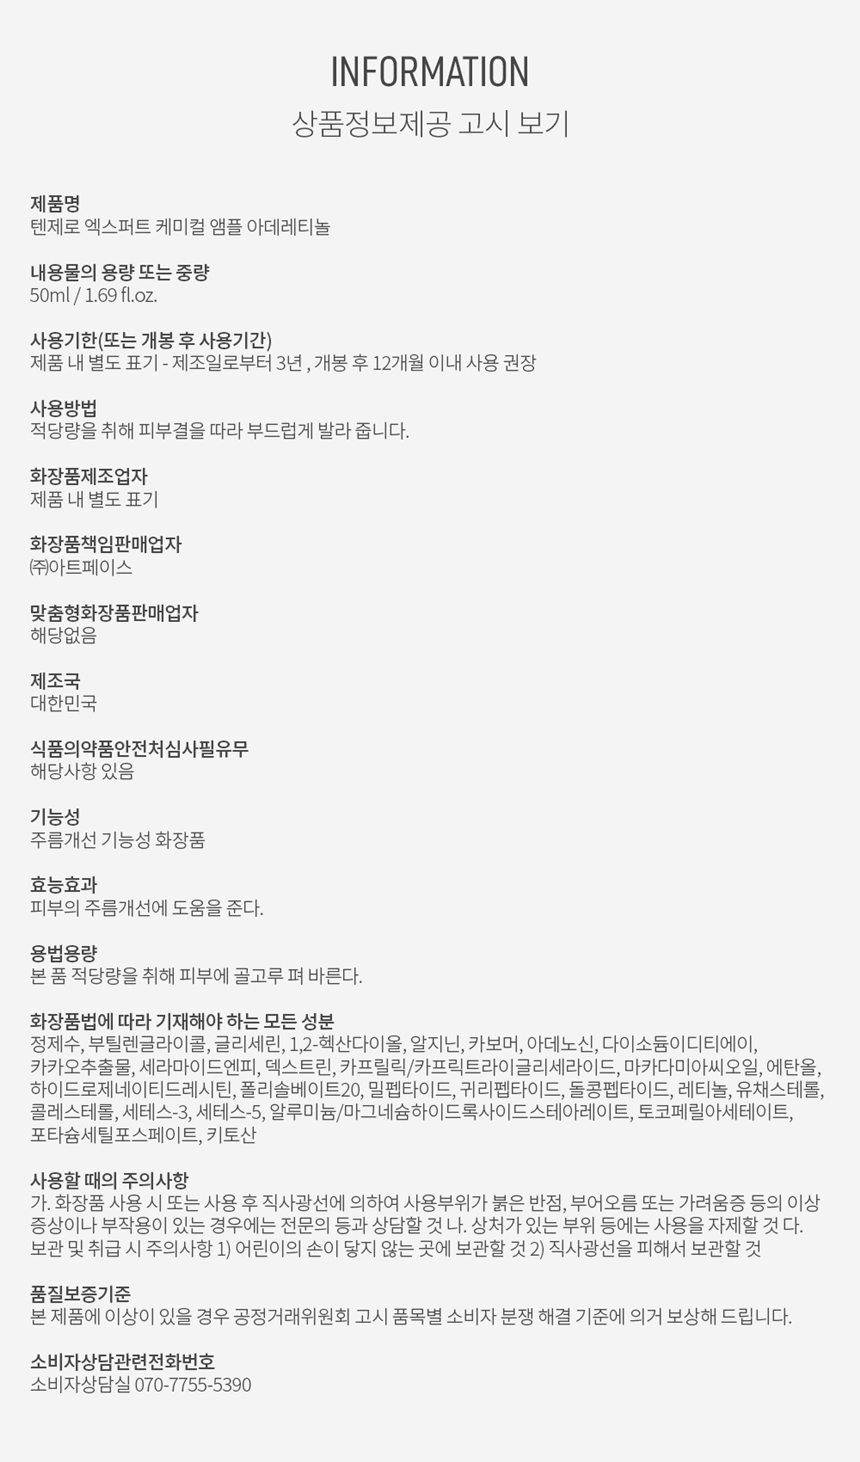 INFORMATION
상품정보제공 고시 보기
제품명
텐제로 엑스퍼트 케미컬 앰플 아데레티놀
내용물의 용량 또는 중량
50ml / 1.69 fl.oz.
사용기한(또는 개봉 후 사용기간)
제품 내 별도 표기 - 제조일로부터 3년 , 개봉 후 12개월 이내 사용 권장
사용방법
적당량을 취해 피부결을 따라 부드럽게 발라 줍니다.
화장품제조업자
제품 내 별도 표기
화장품책임판매업자
㈜아트페이스
맞춤형화장품판매업자
해당없음
제조국
대한민국
식품의약품안전처심사필유무
해당사항 있음
기능성
주름개선 기능성 화장품
효능효과
피부의 주름개선에 도움을 준다.
용법용량
본 품 적당량을 취해 피부에 골고루 펴 바른다.
화장품법에 따라 기재해야 하는 모든 성분
정제수, 부틸렌글라이콜, 글리세린, 1,2-헥산다이올, 알지닌, 카보머, 아데노신, 다이소듐이디티에이,
카카오추출물, 세라마이드엔피, 덱스트린, 카프릴릭/카프릭트라이글리세라이드, 마카다미아씨오일, 에탄올,
하이드로제네이티드레시틴, 폴리솔베이트20, 밀펩타이드, 귀리펩타이드, 돌콩펩타이드, 레티놀, 유채스테롤,
콜레스테롤, 세테스-3, 세테스-5, 알루미늄/마그네슘하이드록사이드스테아레이트, 토코페릴아세테이트,
포타슘세틸포스페이트, 키토산
사용할 때의 주의사항
가. 화장품 사용 시 또는 사용 후 직사광선에 의하여 사용부위가 붉은 반점, 부어오름 또는 가려움증 등의 이상
증상이나 부작용이 있는 경우에는 전문의 등과 상담할 것 나. 상처가 있는 부위 등에는 사용을 자제할 것 다.
보관 및 취급 시 주의사항 1) 어린이의 손이 닿지 않는 곳에 보관할 것 2) 직사광선을 피해서 보관할 것
품질보증기준
본 제품에 이상이 있을 경우 공정거래위원회 고시 품목별 소비자 분쟁 해결 기준에 의거 보상해 드립니다.
소비자상담관련전화번호
소비자상담실 070-7755-5390